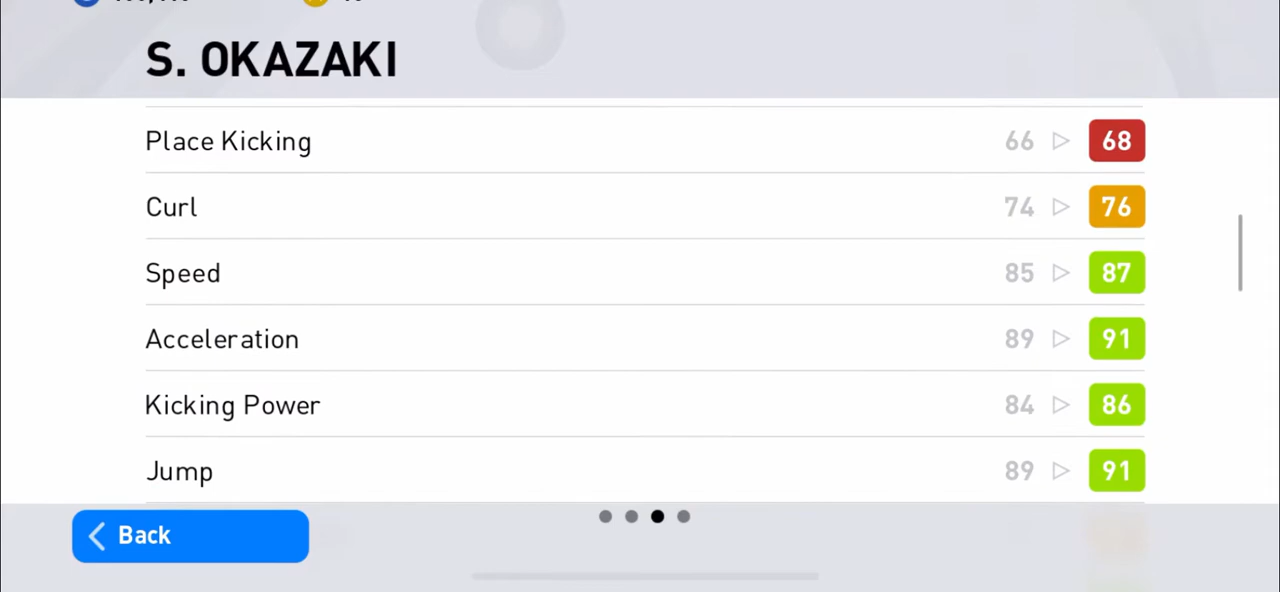 S. OKAZAKI
Place Kicking 66 68
Curl 74 76
Speed 85 87
Acceleration 89 91
Kicking Power 84 86
Jump 89 91
Back